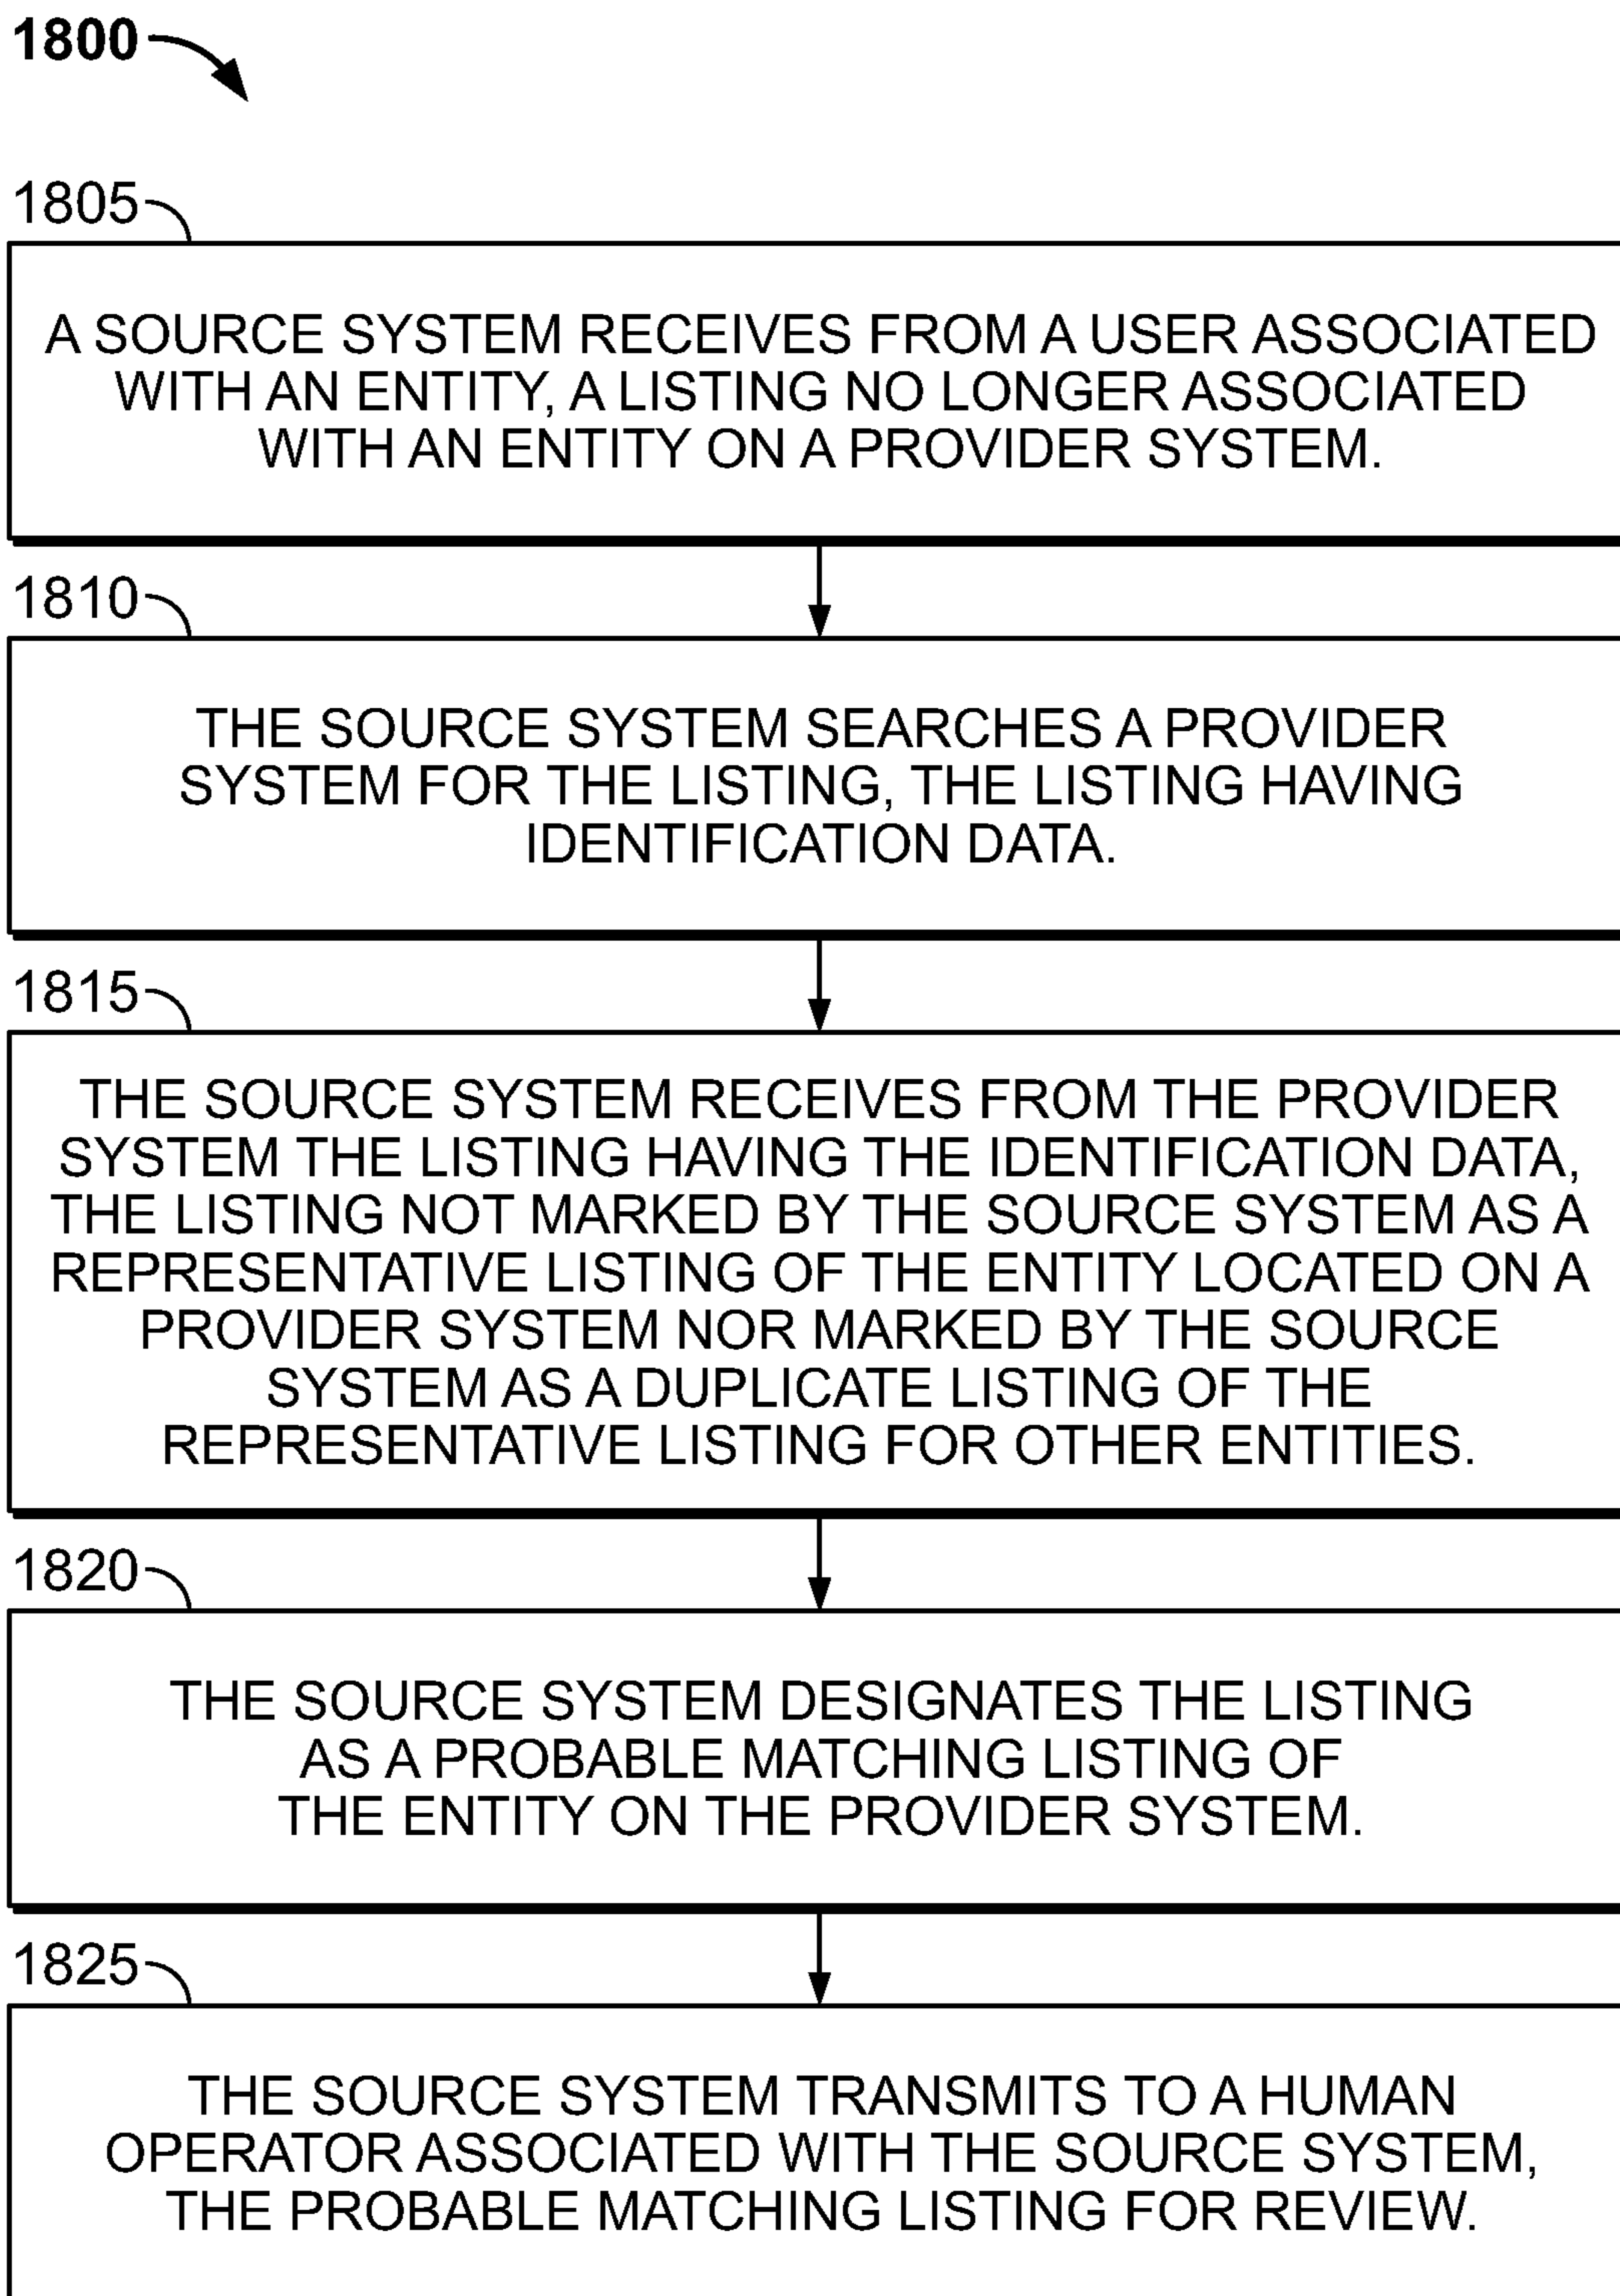 1800
1805
A SOURCE SYSTEM RECEIVES FROM A USER ASSOCIATED
WITH AN ENTITY, A LISTING NO LONGER ASSOCIATED
WITH AN ENTITY ON A PROVIDER SYSTEM.
1810
THE SOURCE SYSTEM SEARCHES A PROVIDER
SYSTEM FOR THE LISTING, THE LISTING HAVING
IDENTIFICATION DATA.
1815
THE SOURCE SYSTEM RECEIVES FROM THE PROVIDER
SYSTEM THE LISTING HAVING THE IDENTIFICATION DATA,
THE LISTING NOT MARKED BY THE SOURCE SYSTEM AS A
REPRESENTATIVE LISTING OF THE ENTITY LOCATED ON A
PROVIDER SYSTEM NOR MARKED BY THE SOURCE
SYSTEM AS A DUPLICATE LISTING OF THE
REPRESENTATIVE LISTING FOR OTHER ENTITIES.
1820
THE SOURCE SYSTEM DESIGNATES THE LISTING
AS A PROBABLE MATCHING LISTING OF
THE ENTITY ON THE PROVIDER SYSTEM.
1825
THE SOURCE SYSTEM TRANSMITS TO A HUMAN
OPERATOR ASSOCIATED WITH THE SOURCE SYSTEM,
THE PROBABLE MATCHING LISTING FOR REVIEW.